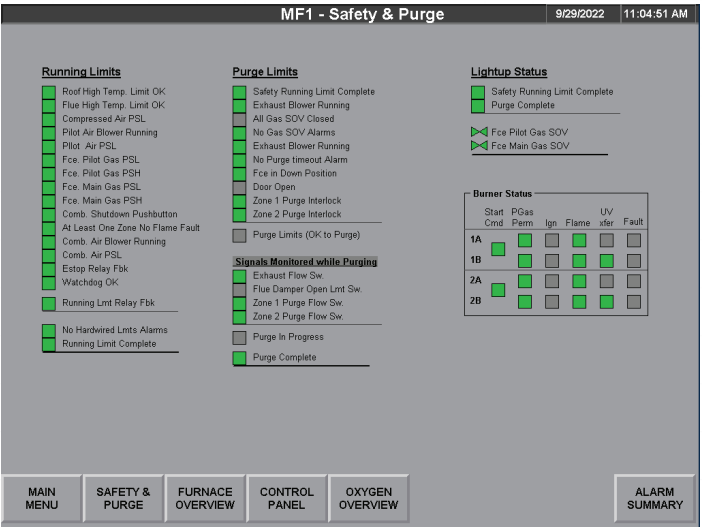 MF1 - Safety & Purge
9/29/2022
11:04:51 AM
Running Limits
Roof High Temp. Limit OK
Flue High Temp. Limit OK
Compressed Air PSL
Pilot Air Blower Running
PIlot Air PSL
Fce. Pilot Gas PSL
Fce. Pilot Gas PSH
Fce. Main Gas PSL
Fce. Main Gas PSH
Comb. Shutdown Pushbutton
At Least One Zone No Flame Fault
Comb. Air Blower Running
Comb. Air PSL
Estop Relay Fbk
Watchdog OK
Running Lmt Relay Fbk
No Hardwired Lmts Alarms
Running Limit Complete
Purge Limits
Safety Running Limit Complete
Exhaust Blower Running
All Gas SOV Closed
No Gas SOV Alarms
Exhaust Blower Running
No Purge timeout Alarm
Fce in Down Position
Door Open
Zone 1 Purge Interlock
Zone 2 Purge Interlock
Purge Limits (OK to Purge)
Signals Monitored while Purging
Exhaust Flow Sw.
Flue Damper Open Lmt Sw.
Zone 1 Purge Flow Sw.
Zone 2 Purge Flow Sw.
Purge In Progress
Purge Complete
Lightup Status
Safety Running Limit Complete
Purge Complete
Fce Pilot Gas SOV
Fce Main Gas SOV
Burner Status
Start PGas UV
Cmd Perm Ign Flame xfer Fault
1A
1B
2A
2B
MAIN MENU
SAFETY & PURGE
FURNACE OVERVIEW
CONTROL PANEL
OXYGEN OVERVIEW
ALARM SUMMARY